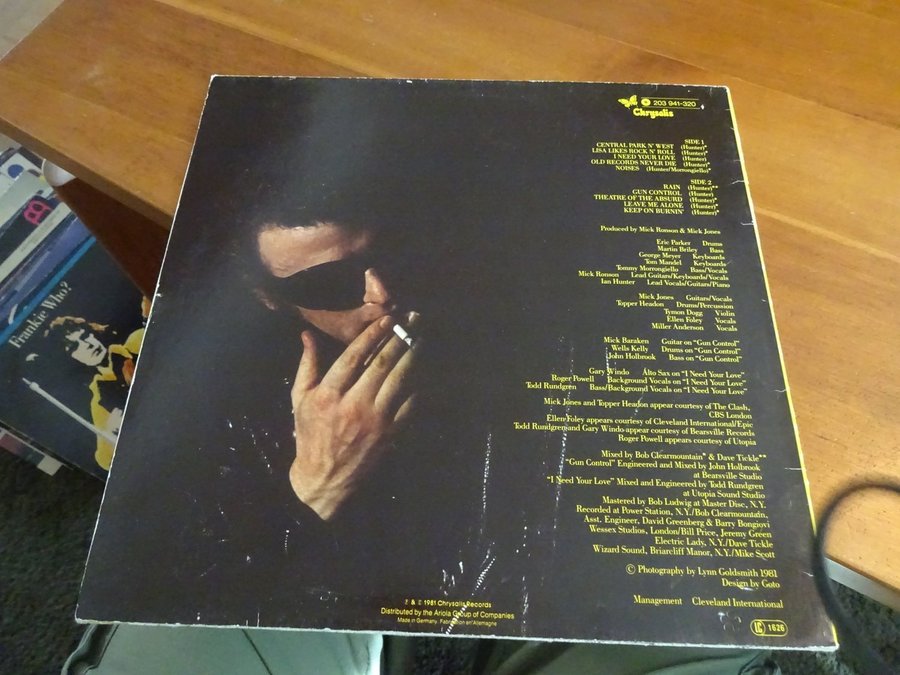 203 941-320
Chrysalis
SIDE 1
CENTRAL PARK N' WEST (Hunter)*
LISA LIKES ROCK N' ROLL (Hunter)*
I NEED YOUR LOVE (Hunter)
OLD RECORDS NEVER DIE (Hunter)*
NOISES (Hunter/Morrongiello)*
SIDE 2
RAIN (Hunter)**
GUN CONTROL (Hunter)
THEATRE OF THE ABSURD (Hunter)*
LEAVE ME ALONE (Hunter)*
KEEP ON BURNIN' (Hunter)*
Produced by Mick Ronson & Mick Jones
Eric Parker Drums
Martin Briley Bass
George Meyer Keyboards
Tom Mandel Keyboards
Tommy Morrongiello Bass/Vocals
Mick Ronson Lead Guitars/Keyboards/Vocals
Ian Hunter Lead Vocals/Guitars/Piano
Mick Jones Guitars/Vocals
Topper Headon Drums/Percussion
Tymon Dogg Violin
Ellen Foley Vocals
Miller Anderson Vocals
Mick Baraken Guitar on "Gun Control"
Wells Kelly Drums on "Gun Control"
John Holbrook Bass on "Gun Control"
Gary Windo Alto Sax on "I Need Your Love"
Roger Powell Background Vocals on "I Need Your Love"
Todd Rundgren Bass/Background Vocals on "I Need Your Love"
Mick Jones and Topper Headon appear courtesy of The Clash,
CBS London
Ellen Foley appears courtesy of Cleveland International/Epic
Todd Rundgren and Gary Windo appear courtesy of Bearsville Records
Roger Powell appears courtesy of Utopia
Mixed by Bob Clearmountain* & Dave Tickle**
"Gun Control" Engineered and Mixed by John Holbrook
at Bearsville Studio
"I Need Your Love" Mixed and Engineered by Todd Rundgren
at Utopia Sound Studio
Mastered by Bob Ludwig at Master Disc, N.Y.
Recorded at Power Station, N.Y./Bob Clearmountain,
Asst. Engineer, David Greenberg & Barry Bongiovi
Wessex Studios, London/Bill Price, Jeremy Green
Electric Lady, N.Y./Dave Tickle
Wizard Sound, Briarcliff Manor, N.Y./Mike Scott
© Photography by Lynn Goldsmith 1981
Design by Goto
Management Cleveland International
℗ & © 1981 Chrysalis Records
Distributed by the Ariola Group of Companies
Made in Germany. Fabrication en Allemagne
LC 1626
Frankie Who?